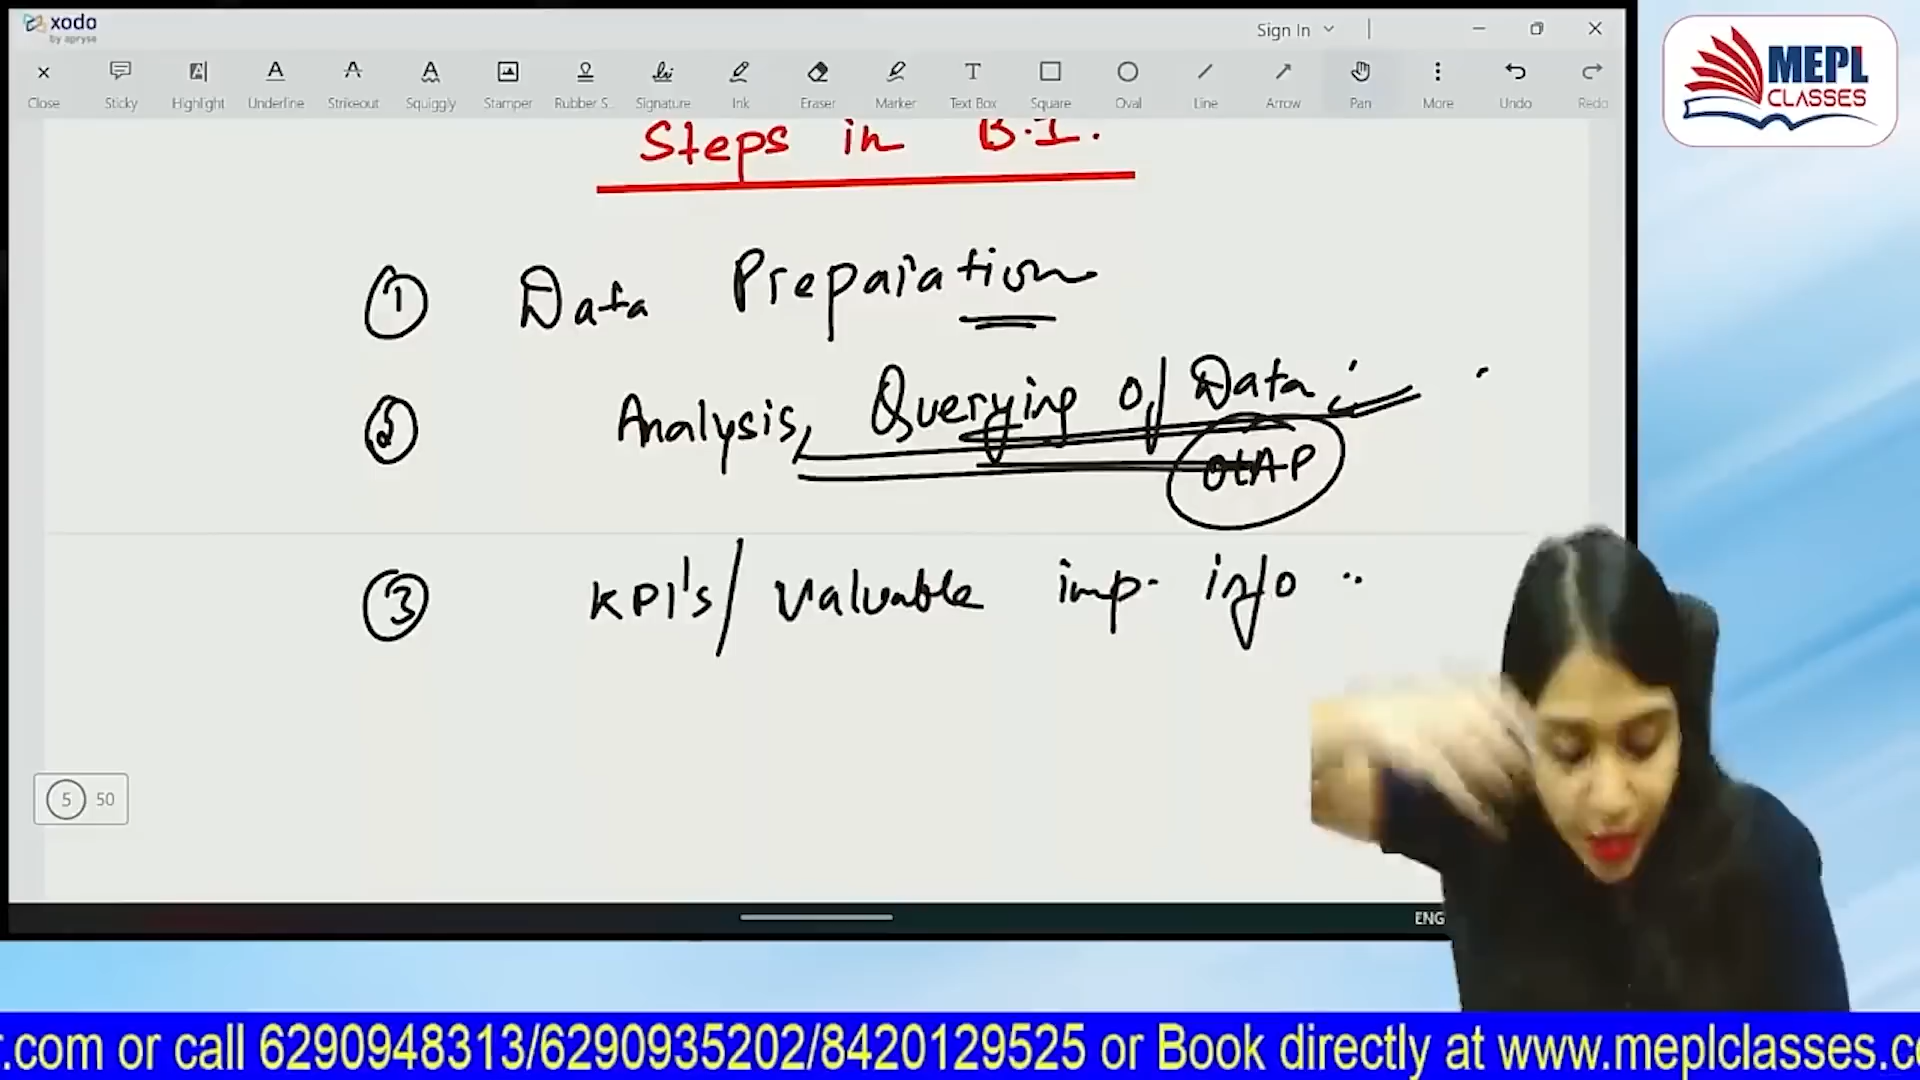 xodo
by apryse
Sign In
Close Sticky Highlight Underline Strikeout Squiggly Stamper Rubber S... Signature Ink Eraser Marker Text Box Square Oval Line Arrow Pan More Undo Redo
MEPL
CLASSES
Steps in B.I.
1 Data Preparation
2 Analysis, Querying of Data
OLAP
3 KPI's/ Valuable imp. info
5 50
ENG
r.com or call 6290948313/6290935202/8420129525 or Book directly at www.meplclasses.c